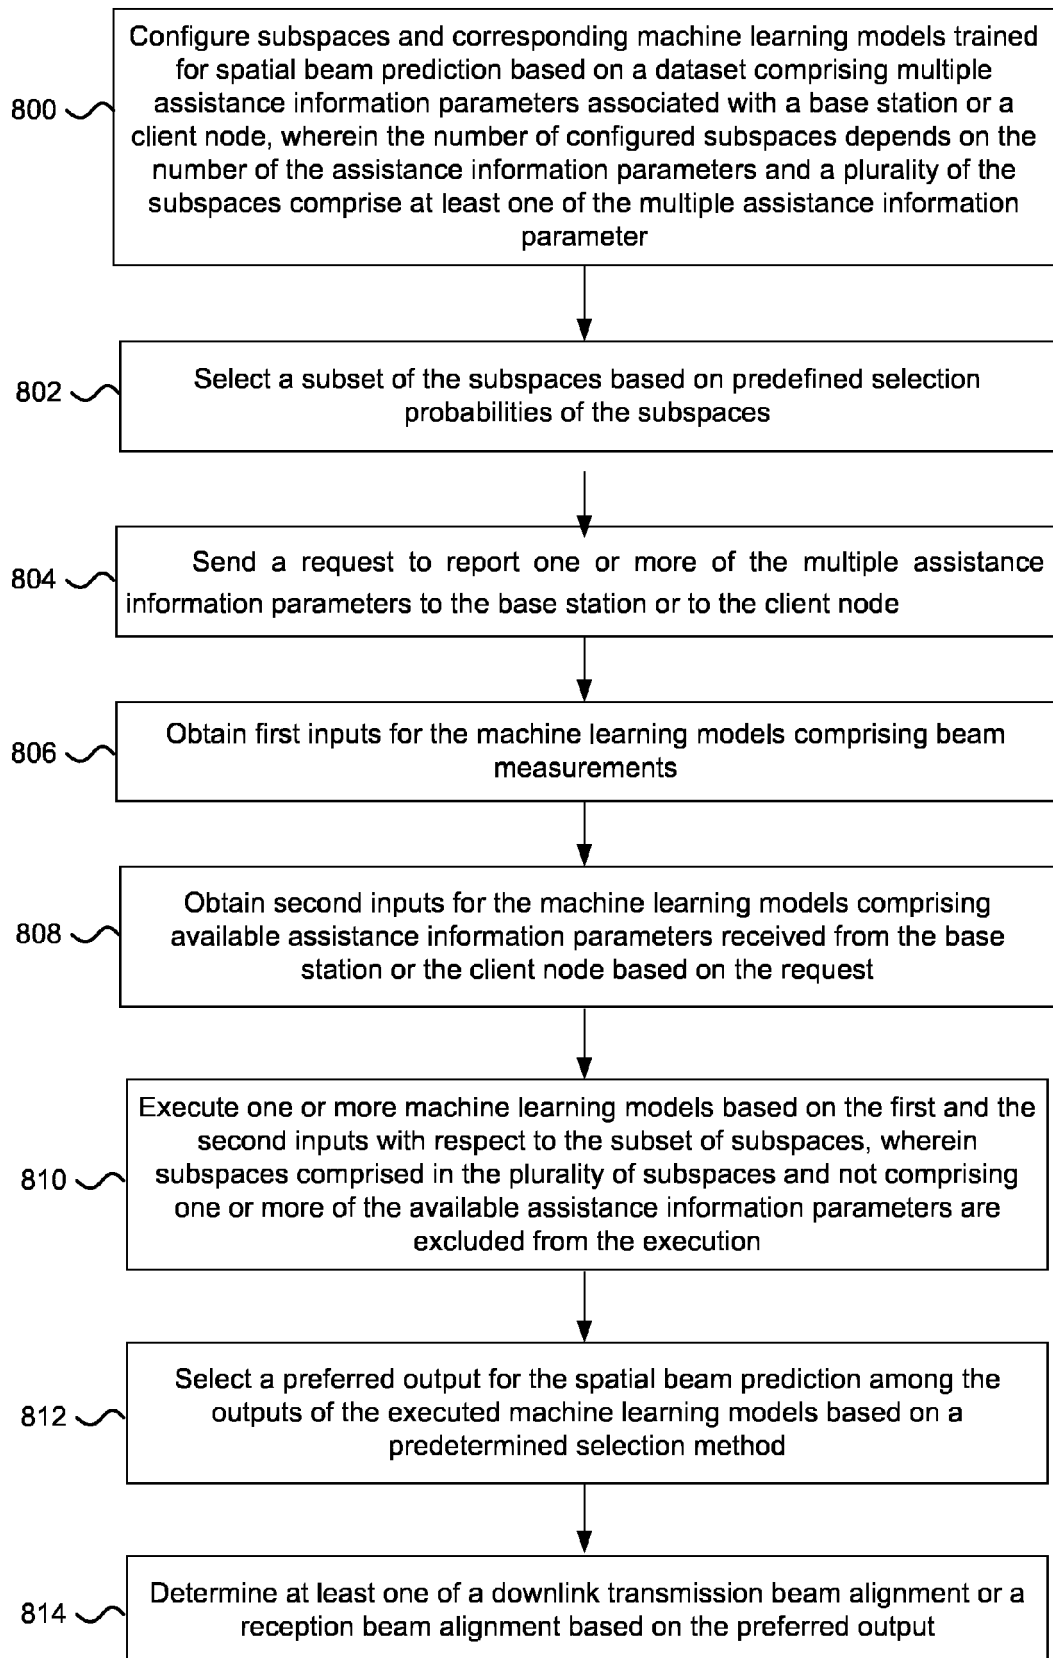 800
Configure subspaces and corresponding machine learning models trained
for spatial beam prediction based on a dataset comprising multiple
assistance information parameters associated with a base station or a
client node, wherein the number of configured subspaces depends on the
number of the assistance information parameters and a plurality of the
subspaces comprise at least one of the multiple assistance information
parameter
802
Select a subset of the subspaces based on predefined selection
probabilities of the subspaces
804
Send a request to report one or more of the multiple assistance
information parameters to the base station or to the client node
806
Obtain first inputs for the machine learning models comprising beam
measurements
808
Obtain second inputs for the machine learning models comprising
available assistance information parameters received from the base
station or the client node based on the request
810
Execute one or more machine learning models based on the first and the
second inputs with respect to the subset of subspaces, wherein
subspaces comprised in the plurality of subspaces and not comprising
one or more of the available assistance information parameters are
excluded from the execution
812
Select a preferred output for the spatial beam prediction among the
outputs of the executed machine learning models based on a
predetermined selection method
814
Determine at least one of a downlink transmission beam alignment or a
reception beam alignment based on the preferred output